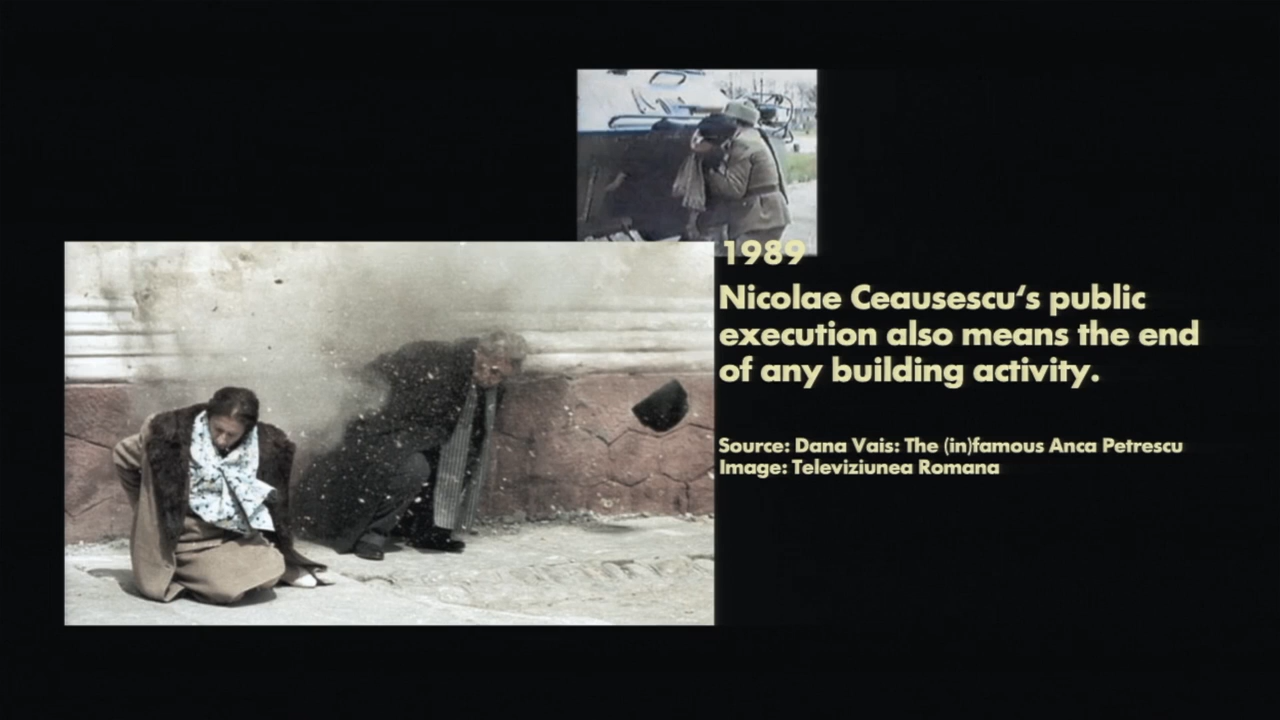 1989
Nicolae Ceausescu‘s public
execution also means the end
of any building activity.
Source: Dana Vais: The (in)famous Anca Petrescu
Image: Televiziunea Romana